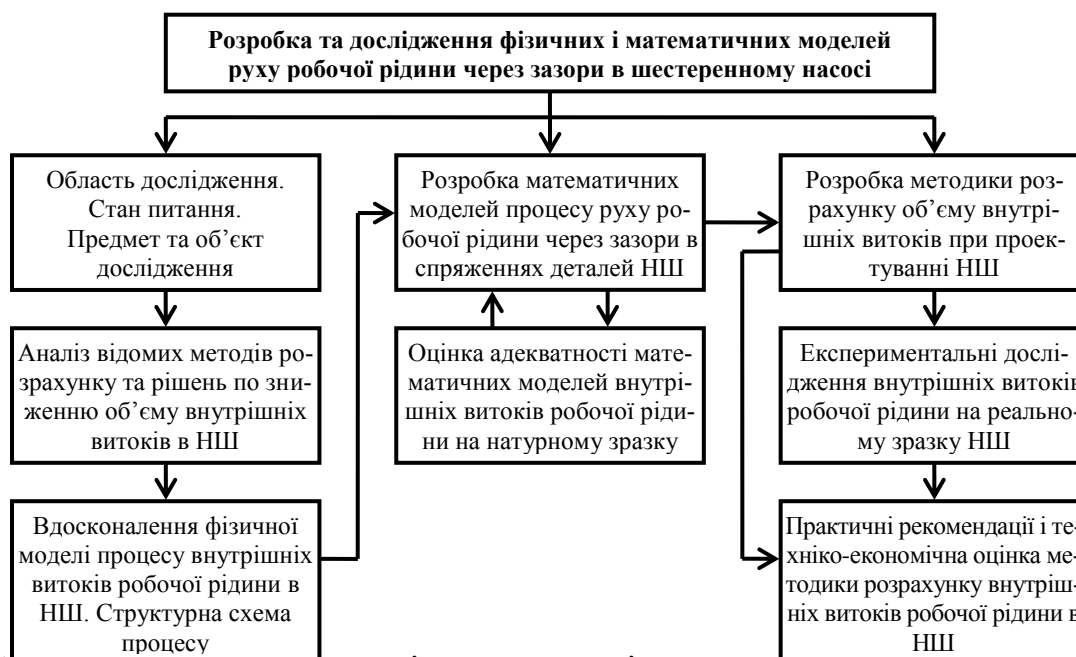 Розробка та дослідження фізичних і математичних моделей
руху робочої рідини через зазори в шестеренному насосі
Область дослідження.
Стан питання.
Предмет та об’єкт
дослідження
Аналіз відомих методів ро-
зрахунку та рішень по зни-
женню об’єму внутрішніх
витоків в НШ
Вдосконалення фізичної
моделі процесу внутрішніх
витоків робочої рідини в
НШ. Структурна схема
процесу
Розробка математичних
моделей процесу руху ро-
бочої рідини через зазори в
спряженнях деталей НШ
Оцінка адекватності мате-
матичних моделей внутрі-
шніх витоків робочої ріди-
ни на натурному зразку
Розробка методики роз-
рахунку об’єму внутрі-
шніх витоків при проек-
туванні НШ
Експериментальні дослі-
дження внутрішніх витоків
робочої рідини на реально-
му зразку НШ
Практичні рекомендації і те-
хніко-економічна оцінка ме-
тодики розрахунку внутріш-
ніх витоків робочої рідини в
НШ